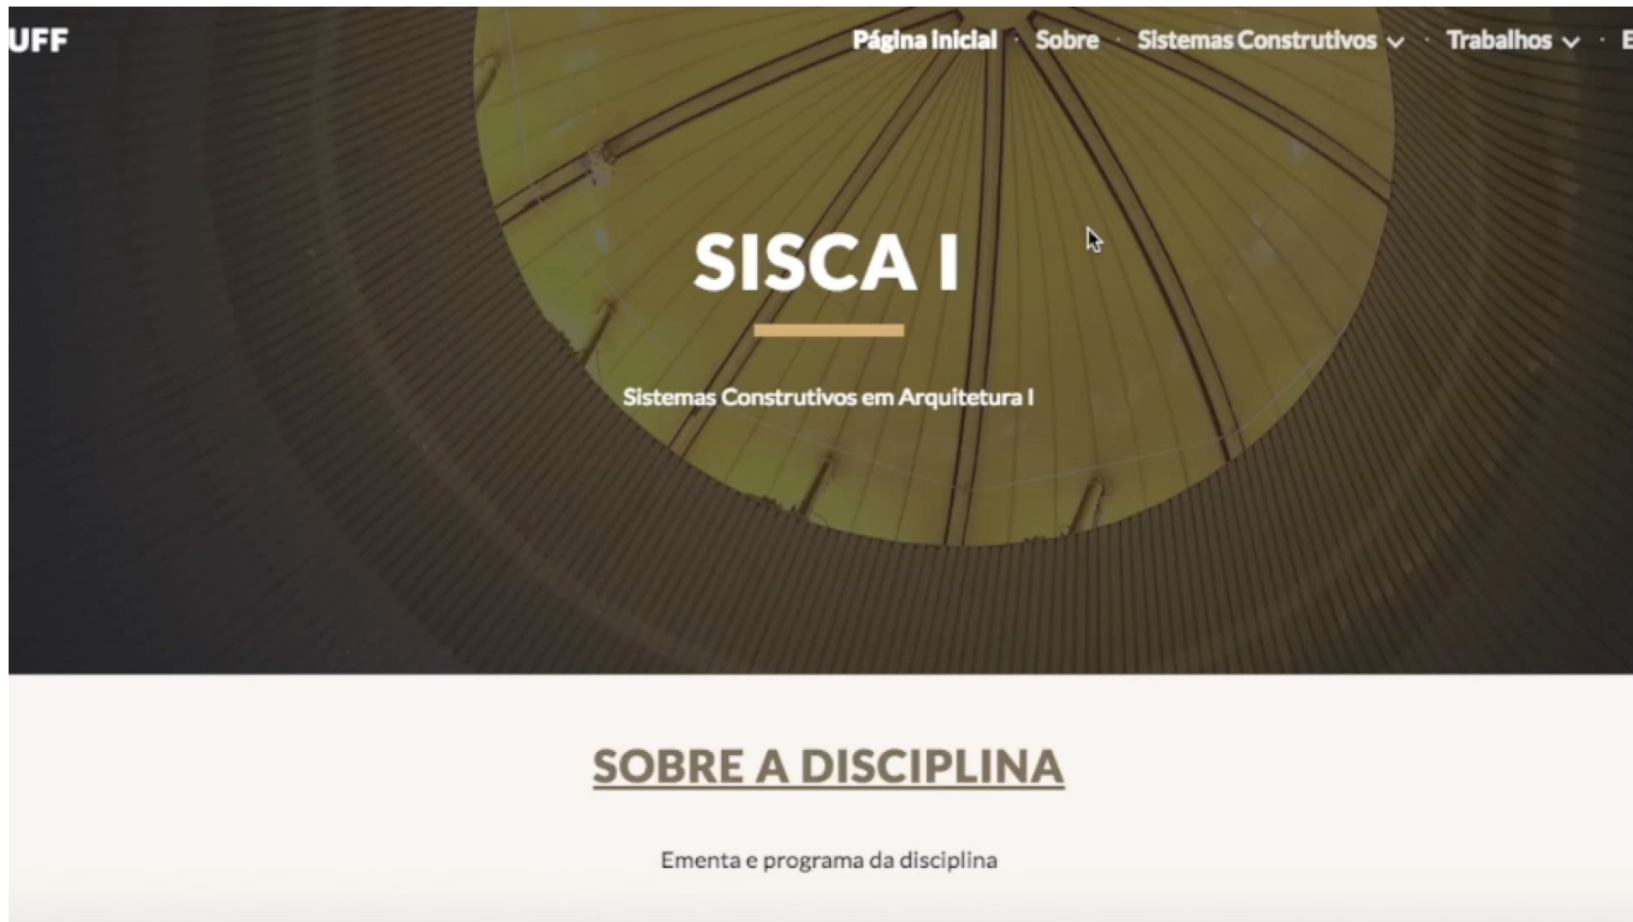 UFF
Página inicial · Sobre · Sistemas Construtivos · Trabalhos ·
SISCA I
Sistemas Construtivos em Arquitetura I
SOBRE A DISCIPLINA
Ementa e programa da disciplina